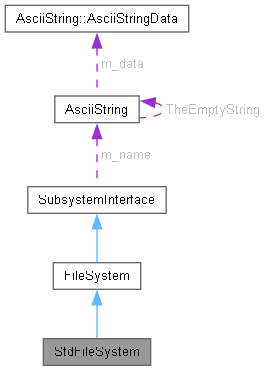 AsciiString::AsciiStringData
m_data
AsciiString
TheEmptyString
m_name
SubsystemInterface
FileSystem
StdFileSystem